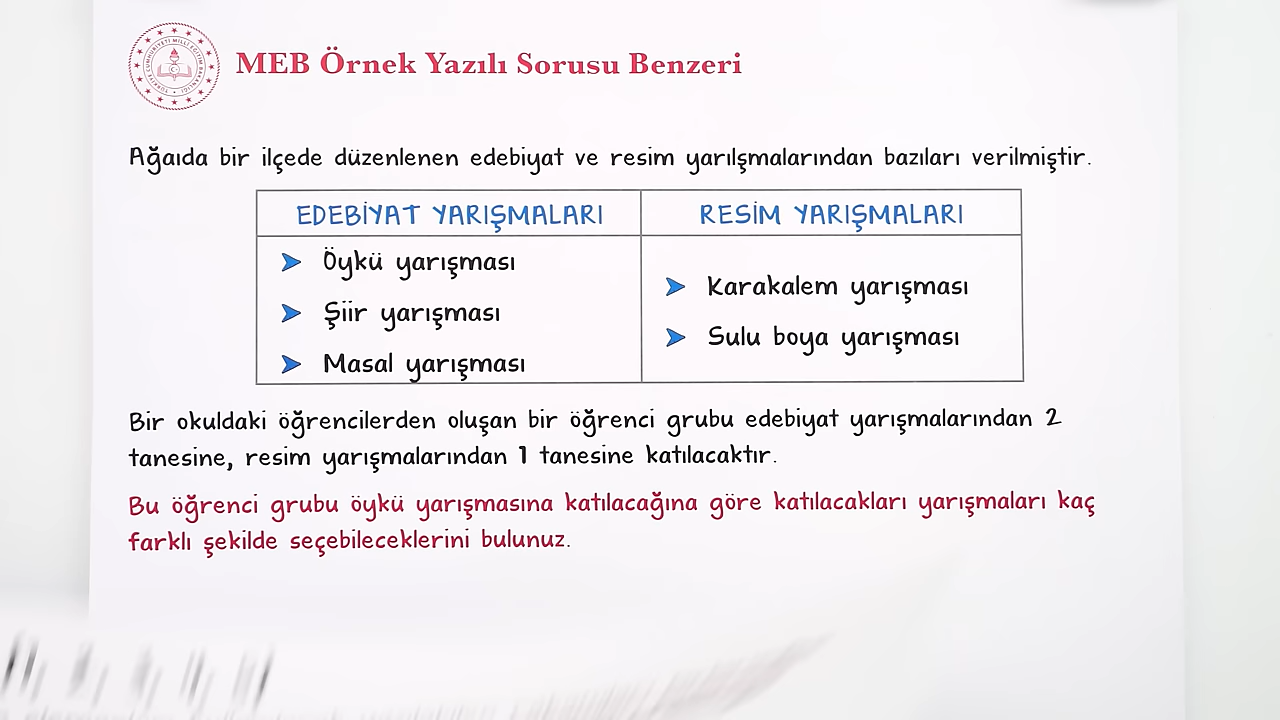 MEB Örnek Yazılı Sorusu Benzeri
Ağaıda bir ilçede düzenlenen edebiyat ve resim yarılşmalarından bazıları verilmiştir.
EDEBİYAT YARIŞMALARI
Öykü yarışması
Şiir yarışması
Masal yarışması
RESİM YARIŞMALARI
Karakalem yarışması
Sulu boya yarışması
Bir okuldaki öğrencilerden oluşan bir öğrenci grubu edebiyat yarışmalarından 2
tanesine, resim yarışmalarından 1 tanesine katılacaktır.
Bu öğrenci grubu öykü yarışmasına katılacağına göre katılacakları yarışmaları kaç
farklı şekilde seçebileceklerini bulunuz.